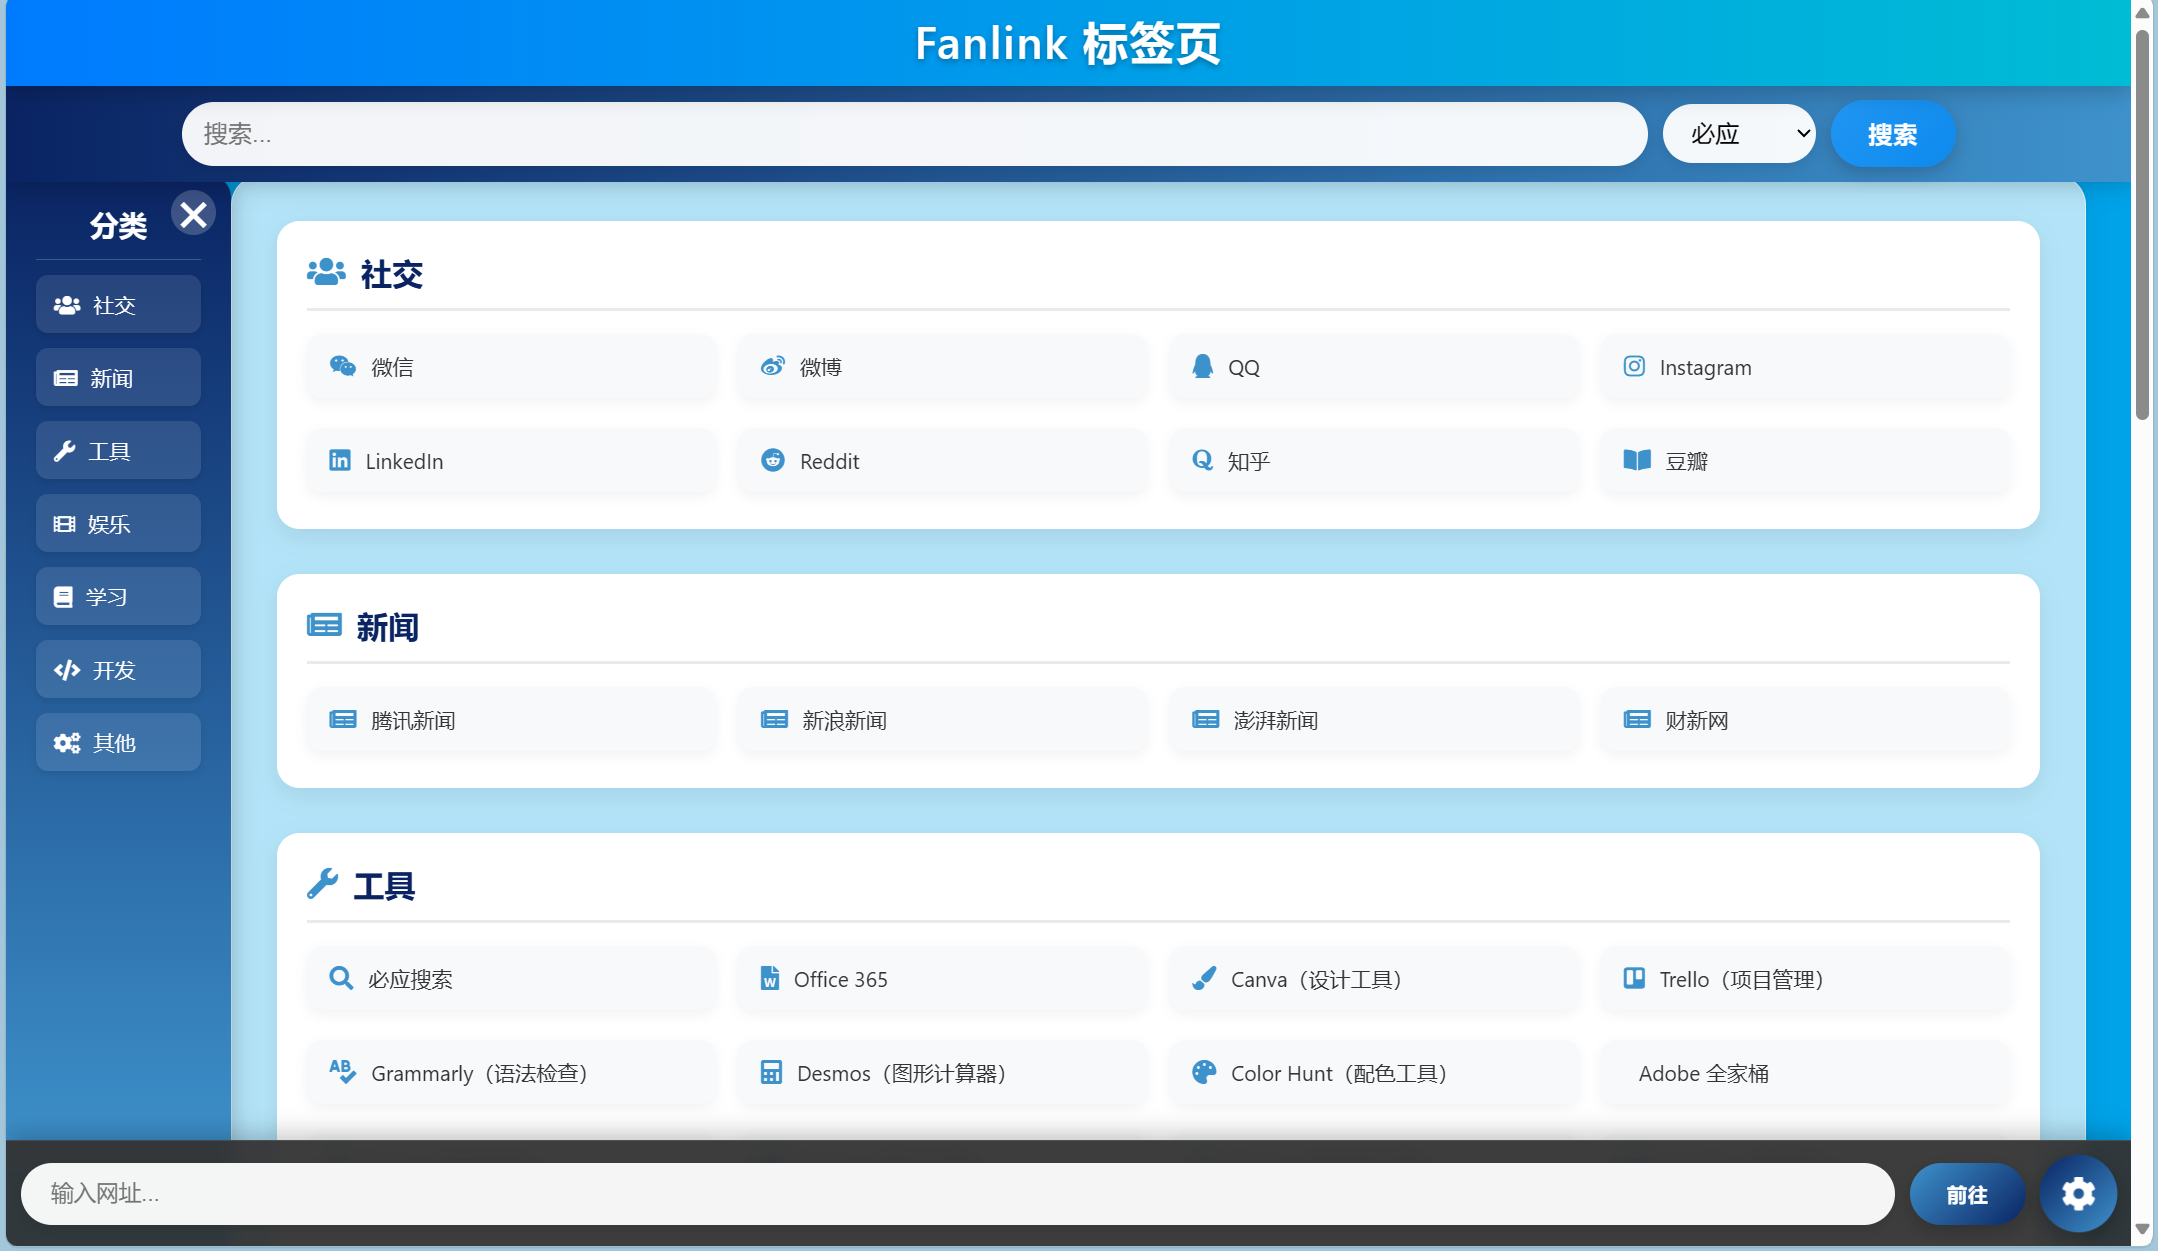 Fanlink 标签页
搜索...
必应
搜索
分类
社交
新闻
工具
娱乐
学习
开发
其他
社交
微信
微博
QQ
Instagram
LinkedIn
Reddit
知乎
豆瓣
新闻
腾讯新闻
新浪新闻
澎湃新闻
财新网
工具
必应搜索
Office 365
Canva（设计工具）
Trello（项目管理）
Grammarly（语法检查）
Desmos（图形计算器）
Color Hunt（配色工具）
Adobe 全家桶
输入网址...
前往